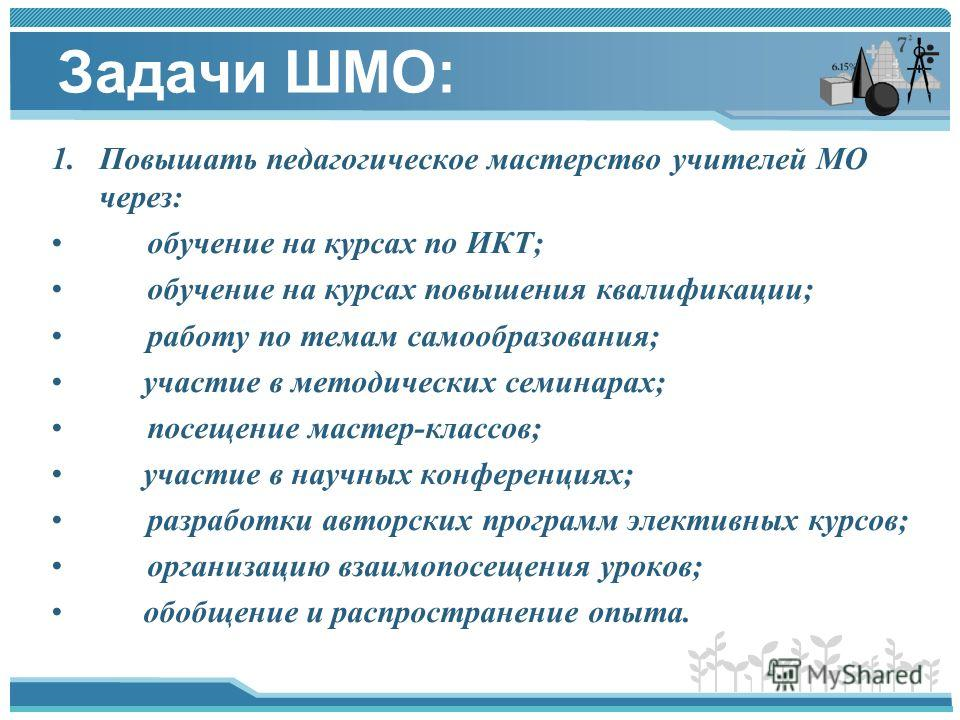 Задачи ШМО:
7²
6.15%
1. Повышать педагогическое мастерство учителей МО
через:
• обучение на курсах по ИКТ;
• обучение на курсах повышения квалификации;
• работу по темам самообразования;
• участие в методических семинарах;
• посещение мастер-классов;
• участие в научных конференциях;
• разработки авторских программ элективных курсов;
• организацию взаимопосещения уроков;
• обобщение и распространение опыта.
MyShared